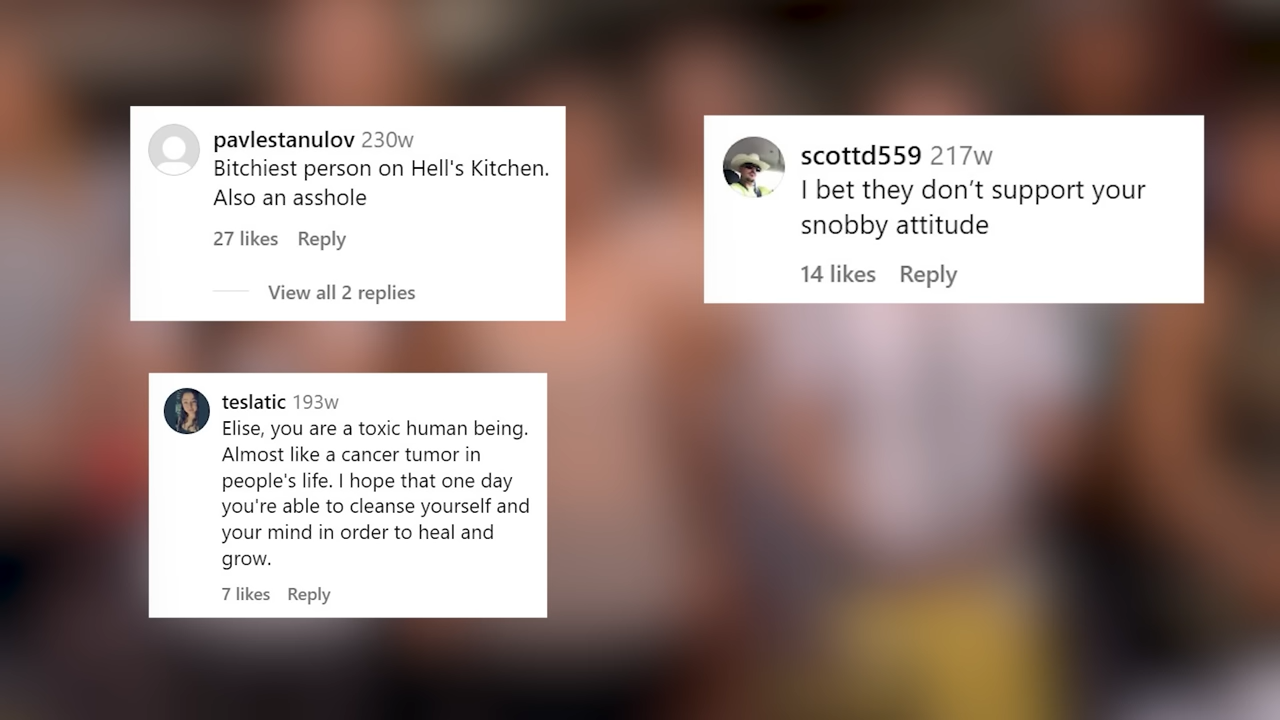 pavlestanulov 230w
Bitchiest person on Hell's Kitchen.
Also an asshole
27 likes Reply
View all 2 replies
scottd559 217w
I bet they don’t support your
snobby attitude
14 likes Reply
teslatic 193w
Elise, you are a toxic human being.
Almost like a cancer tumor in
people's life. I hope that one day
you're able to cleanse yourself and
your mind in order to heal and
grow.
7 likes Reply